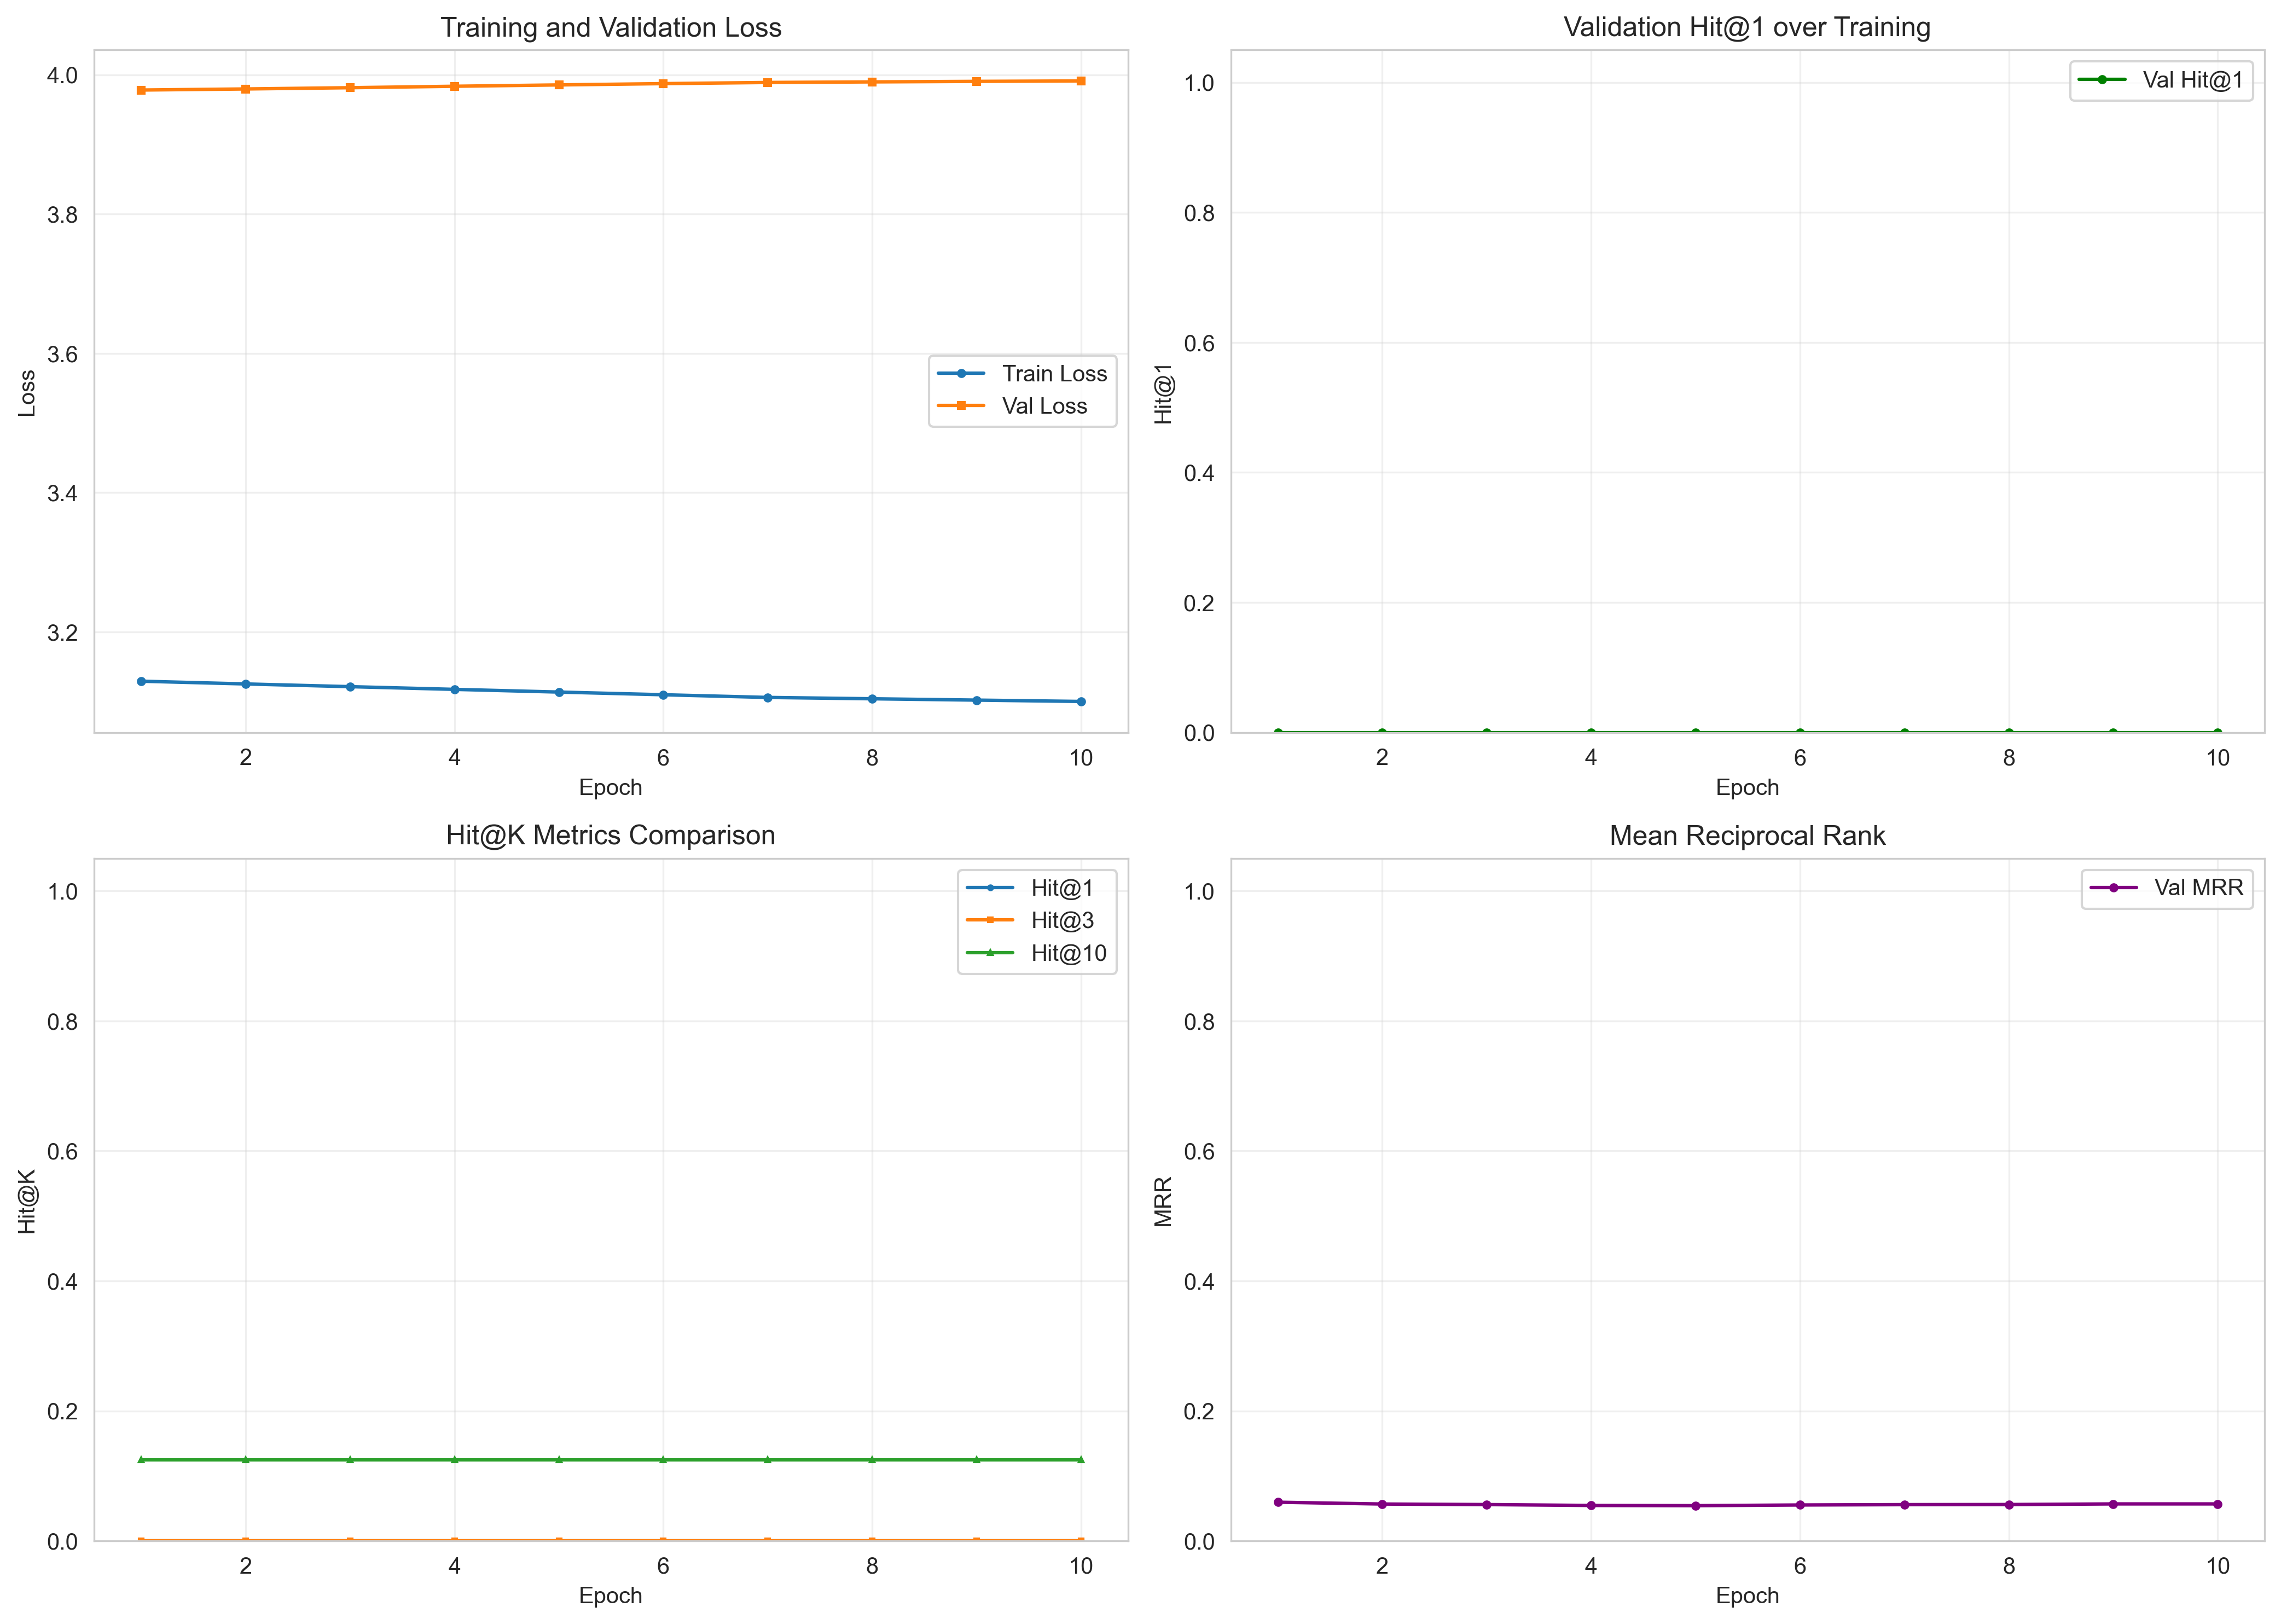 Training and Validation Loss
4.0
3.8
3.6
3.4
3.2
Loss
Train Loss
Val Loss
2 4 6 8 10
Epoch
Validation Hit@1 over Training
1.0
0.8
0.6
0.4
0.2
0.0
Hit@1
Val Hit@1
2 4 6 8 10
Epoch
Hit@K Metrics Comparison
1.0
0.8
0.6
0.4
0.2
0.0
Hit@K
Hit@1
Hit@3
Hit@10
2 4 6 8 10
Epoch
Mean Reciprocal Rank
1.0
0.8
0.6
0.4
0.2
0.0
MRR
Val MRR
2 4 6 8 10
Epoch